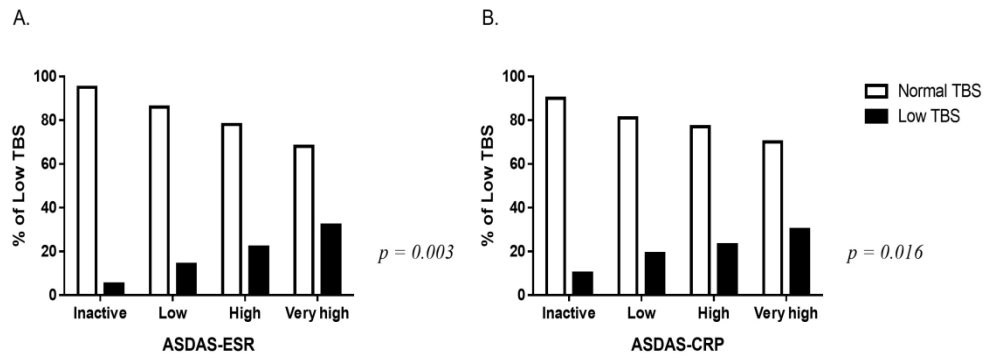 A.
% of Low TBS
100
80
60
40
20
0
Inactive
Low
High
Very high
ASDAS-ESR
p = 0.003
B.
% of Low TBS
100
80
60
40
20
0
Inactive
Low
High
Very high
ASDAS-CRP
p = 0.016
Normal TBS
Low TBS